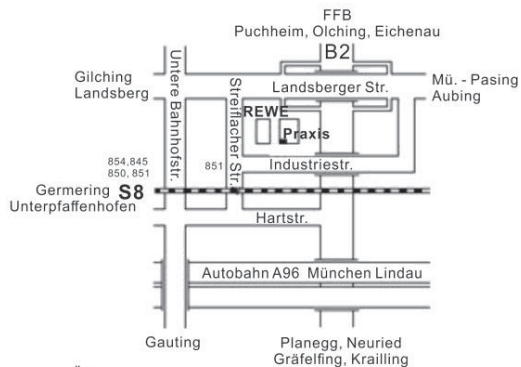 FFB
Puchheim, Olching, Eichenau
B2
Gilching
Landsberg
Landsberger Str.
Mü. - Pasing
Aubing
Untere Bahnhofstr.
Streiflacher Str.
REWE
Praxis
854,845
850, 851
851
Industriestr.
Germering S8
Unterpfaffenhofen
Hartstr.
Autobahn A96 München Lindau
Gauting
Planegg, Neuried
Gräfelfing, Krailling